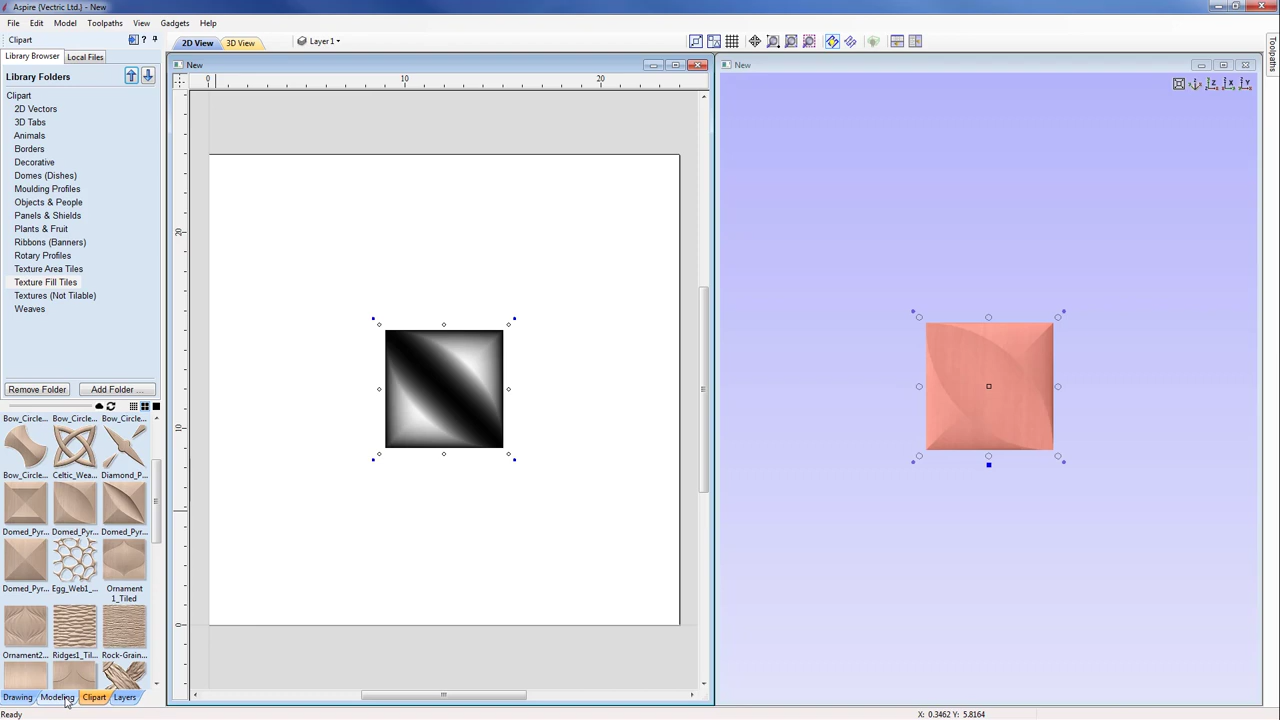 Aspire (Vectric Ltd.) - New
File Edit Model Toolpaths View Gadgets Help
Clipart
2D View 3D View Layer 1
Library Browser Local Files
New
New
Toolpaths
Library Folders
0 10 20
Clipart
2D Vectors
3D Tabs
Animals
Borders
Decorative
Domes (Dishes)
Moulding Profiles
Objects & People
Panels & Shields
Plants & Fruit
20
Ribbons (Banners)
Rotary Profiles
Texture Area Tiles
Texture Fill Tiles
Textures (Not Tilable)
Weaves
Remove Folder Add Folder ...
Bow_Circle... Bow_Circle... Bow_Circle...
10
Bow_Circle... Celtic_Wea... Diamond_P...
Domed_Pyr... Domed_Pyr... Domed_Pyr...
Domed_Pyr... Egg_Web1_... Ornament
1_Tiled
0
Ornament2... Ridges1_Til... Rock-Grain...
Drawing Modeling Clipart Layers
Ready
X: 0.3462 Y: 5.8164